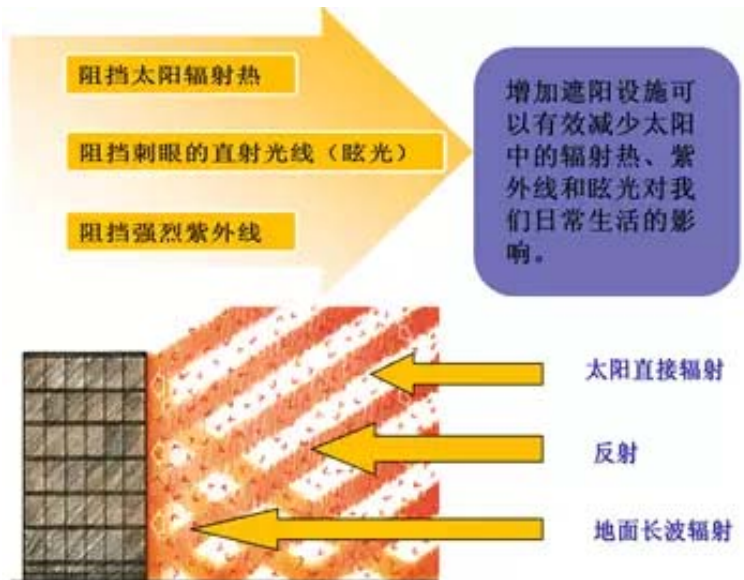 阻挡太阳辐射热
阻挡刺眼的直射光线（眩光）
阻挡强烈紫外线
增加遮阳设施可
以有效减少太阳
中的辐射热、紫
外线和眩光对我
们日常生活的影
响。
太阳直接辐射
反射
地面长波辐射